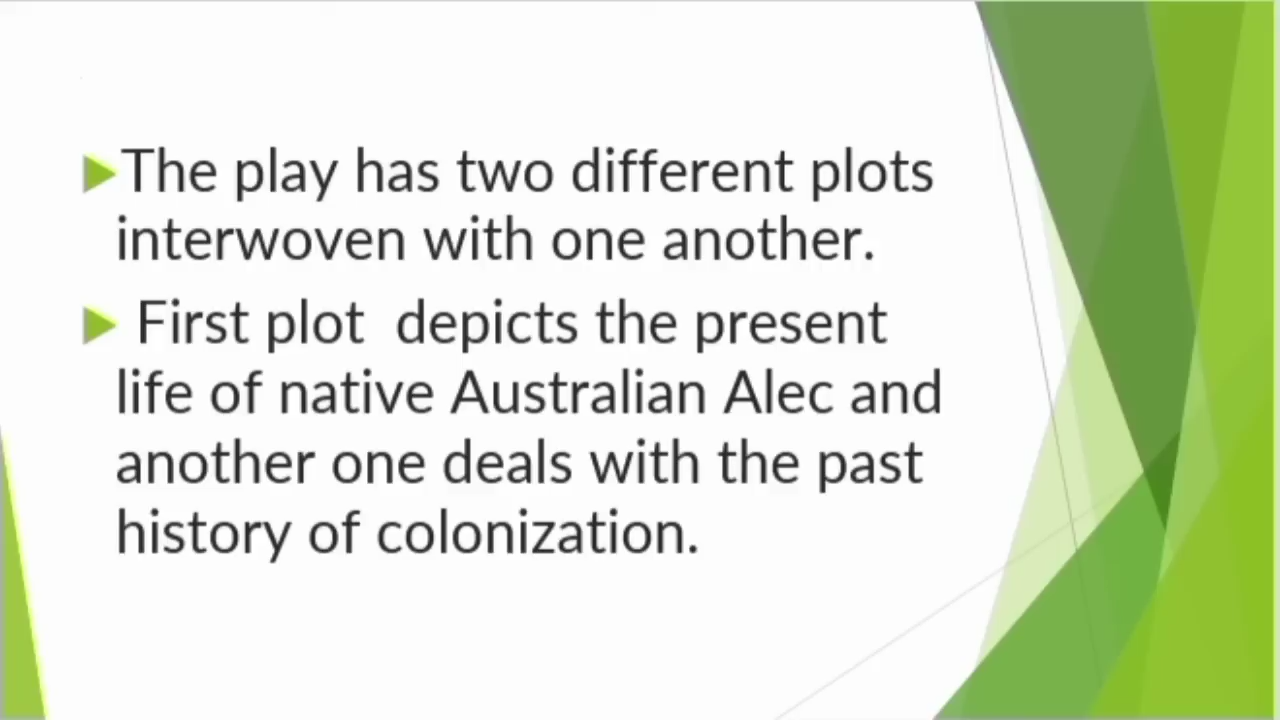 The play has two different plots
interwoven with one another.
First plot  depicts the present
life of native Australian Alec and
another one deals with the past
history of colonization.